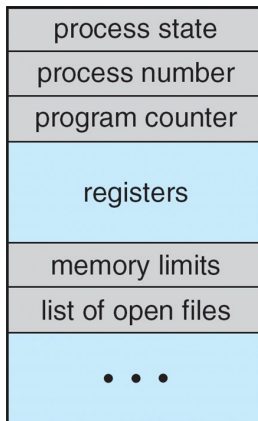 process state
process number
program counter
registers
memory limits
list of open files
• • •